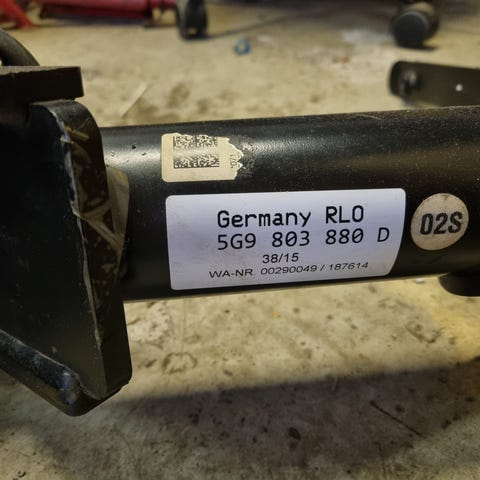 Germany RLO
5G9 803 880 D
38/15
WA-NR. 00290049 / 187614
02S